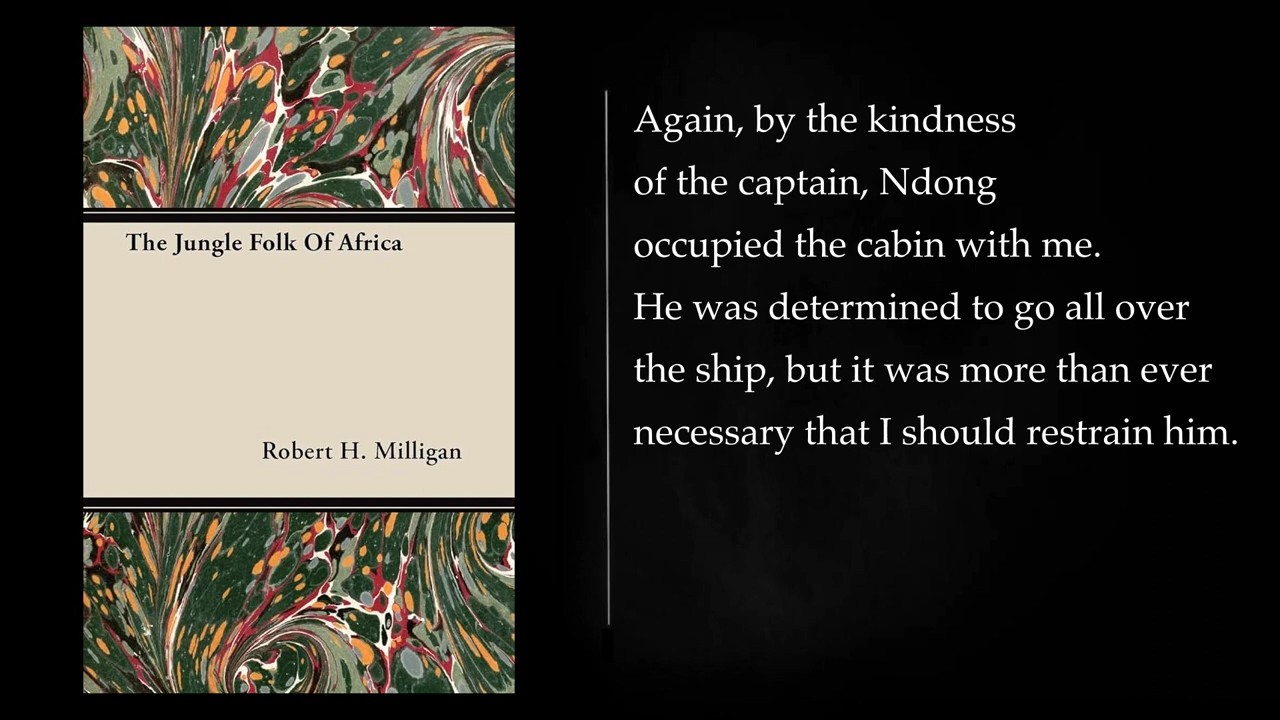 The Jungle Folk Of Africa
Robert H. Milligan
Again, by the kindness
of the captain, Ndong
occupied the cabin with me.
He was determined to go all over
the ship, but it was more than ever
necessary that I should restrain him.